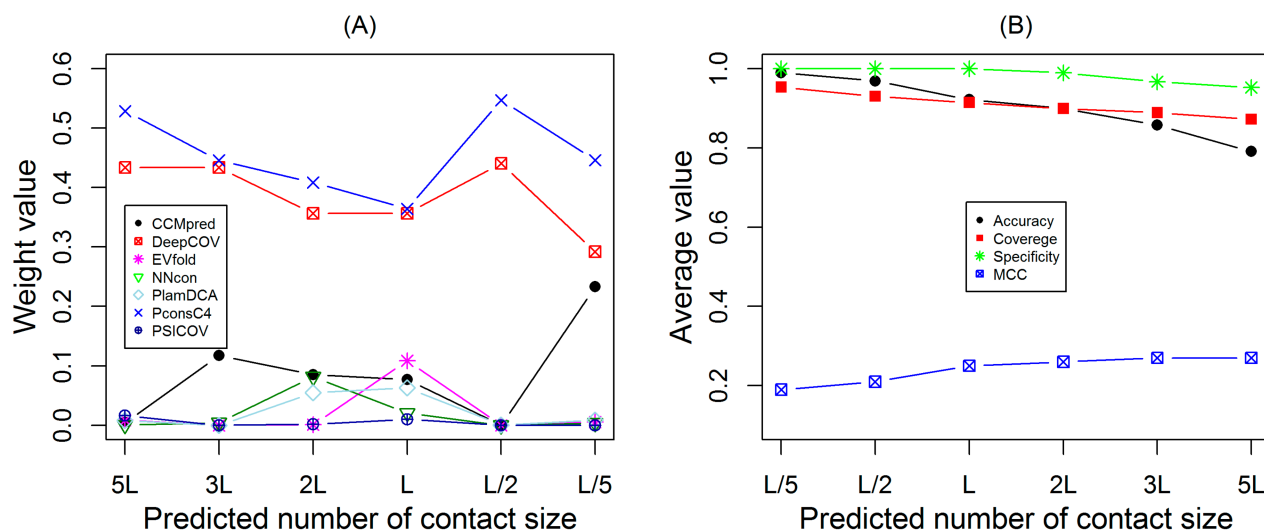 (A)
Weight value
0.6
0.5
0.4
0.3
0.2
0.1
0.0
CCMpred
DeepCOV
EVfold
NNcon
PlamDCA
PconsC4
PSICOV
5L 3L 2L L L/2 L/5
Predicted number of contact size
(B)
Average value
1.0
0.8
0.6
0.4
0.2
Accuracy
Coverege
Specificity
MCC
L/5 L/2 L 2L 3L 5L
Predicted number of contact size